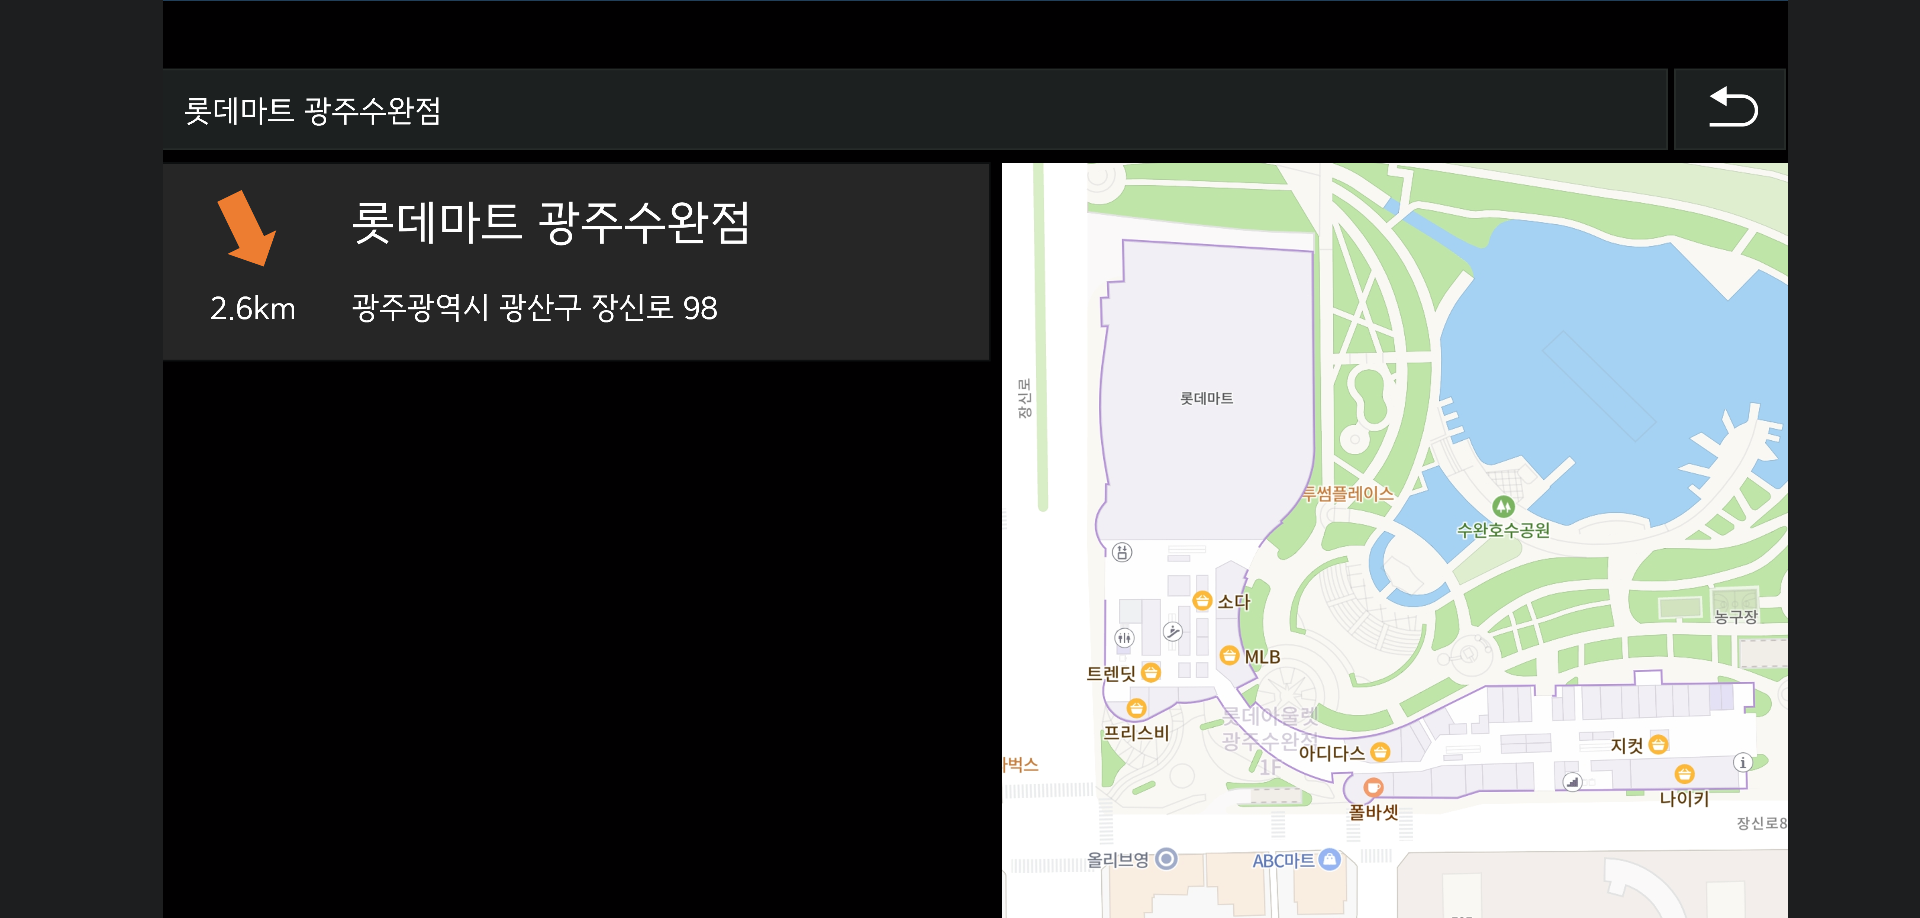 롯데마트 광주수완점
롯데마트 광주수완점
2.6km
광주광역시 광산구 장신로 98
장신로
롯데마트
투썸플레이스
수완호수공원
농구장
소다
MLB
트렌딧
프리스비
롯데아울렛
광주수완점
1F
아디다스
지컷
나이키
폴바셋
벅스
장신로8
올리브영
ABC마트